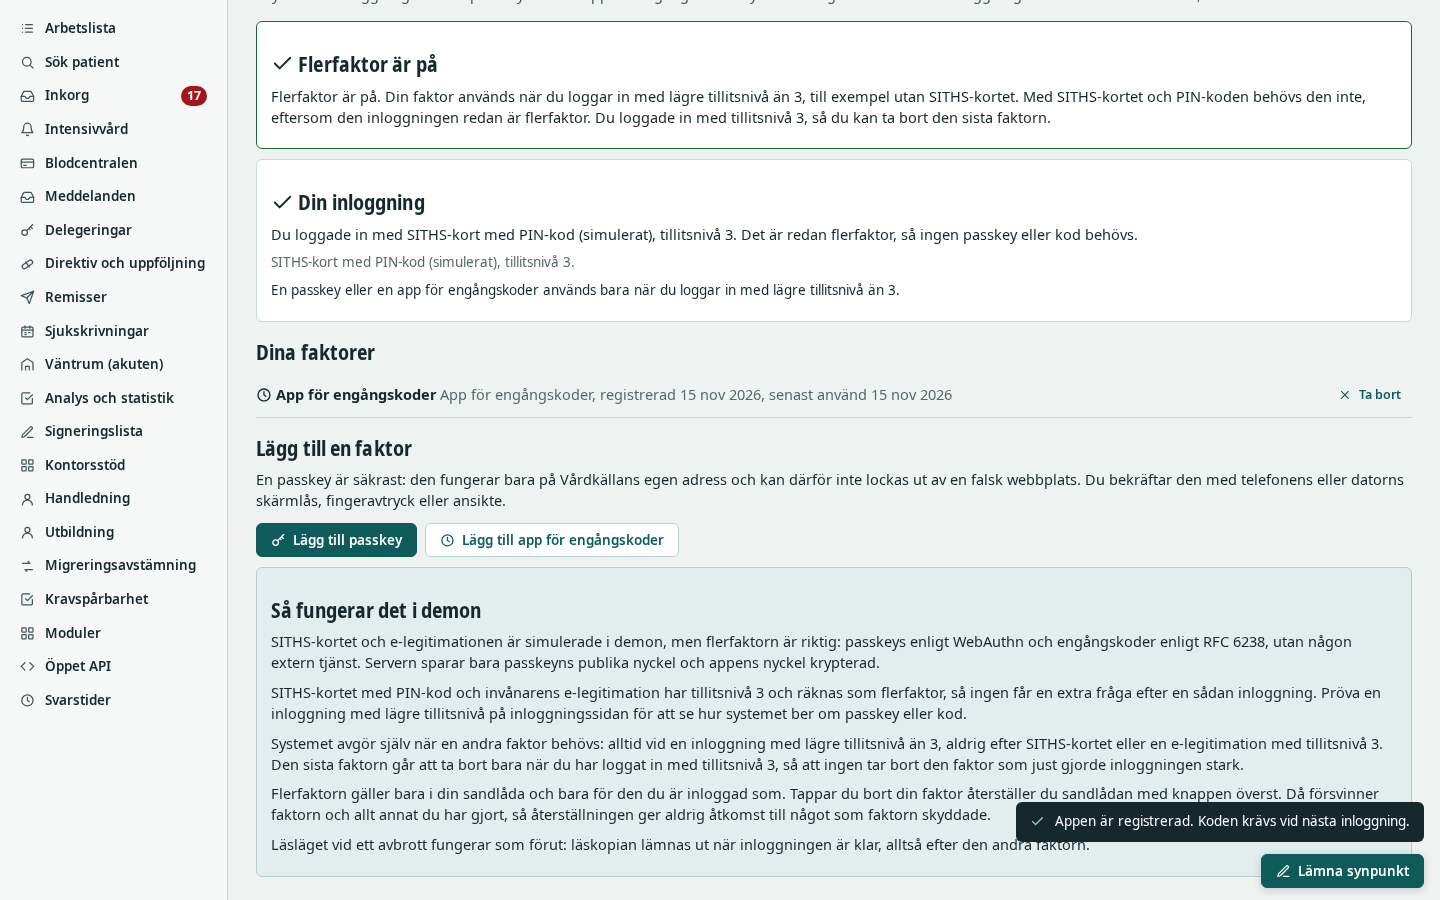 Arbetslista
Sök patient
Inkorg 17
Intensivvård
Blodcentralen
Meddelanden
Delegeringar
Direktiv och uppföljning
Remisser
Sjukskrivningar
Väntrum (akuten)
Analys och statistik
Signeringslista
Kontorsstöd
Handledning
Utbildning
Migreringsavstämning
Kravspårbarhet
Moduler
Öppet API
Svarstider
Flerfaktor är på
Flerfaktor är på. Din faktor används när du loggar in med lägre tillitsnivå än 3, till exempel utan SITHS-kortet. Med SITHS-kortet och PIN-koden behövs den inte,
eftersom den inloggningen redan är flerfaktor. Du loggade in med tillitsnivå 3, så du kan ta bort den sista faktorn.
Din inloggning
Du loggade in med SITHS-kort med PIN-kod (simulerat), tillitsnivå 3. Det är redan flerfaktor, så ingen passkey eller kod behövs.
SITHS-kort med PIN-kod (simulerat), tillitsnivå 3.
En passkey eller en app för engångskoder används bara när du loggar in med lägre tillitsnivå än 3.
Dina faktorer
App för engångskoder App för engångskoder, registrerad 15 nov 2026, senast använd 15 nov 2026 Ta bort
Lägg till en faktor
En passkey är säkrast: den fungerar bara på Vårdkällans egen adress och kan därför inte lockas ut av en falsk webbplats. Du bekräftar den med telefonens eller datorns
skärmlås, fingeravtryck eller ansikte.
Lägg till passkey Lägg till app för engångskoder
Så fungerar det i demon
SITHS-kortet och e-legitimationen är simulerade i demon, men flerfaktorn är riktig: passkeys enligt WebAuthn och engångskoder enligt RFC 6238, utan någon
extern tjänst. Servern sparar bara passkeyns publika nyckel och appens nyckel krypterad.
SITHS-kortet med PIN-kod och invånarens e-legitimation har tillitsnivå 3 och räknas som flerfaktor, så ingen får en extra fråga efter en sådan inloggning. Pröva en
inloggning med lägre tillitsnivå på inloggningssidan för att se hur systemet ber om passkey eller kod.
Systemet avgör själv när en andra faktor behövs: alltid vid en inloggning med lägre tillitsnivå än 3, aldrig efter SITHS-kortet eller en e-legitimation med tillitsnivå 3.
Den sista faktorn går att ta bort bara när du har loggat in med tillitsnivå 3, så att ingen tar bort den faktor som just gjorde inloggningen stark.
Flerfaktorn gäller bara i din sandlåda och bara för den du är inloggad som. Tappar du bort din faktor återställer du sandlådan med knappen överst. Då försvinner
faktorn och allt annat du har gjort, så återställningen ger aldrig åtkomst till något som faktorn skyddade.
Läsläget vid ett avbrott fungerar som förut: läskopian lämnas ut när inloggningen är klar, alltså efter den andra faktorn.
Appen är registrerad. Koden krävs vid nästa inloggning.
Lämna synpunkt